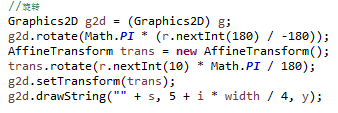 //旋转
Graphics2D g2d = (Graphics2D) g;
g2d.rotate(Math.PI * (r.nextInt(180) / -180));
AffineTransform trans = new AffineTransform();
trans.rotate(r.nextInt(10) * Math.PI / 180);
g2d.setTransform(trans);
g2d.drawString("" + s, 5 + i * width / 4, y);